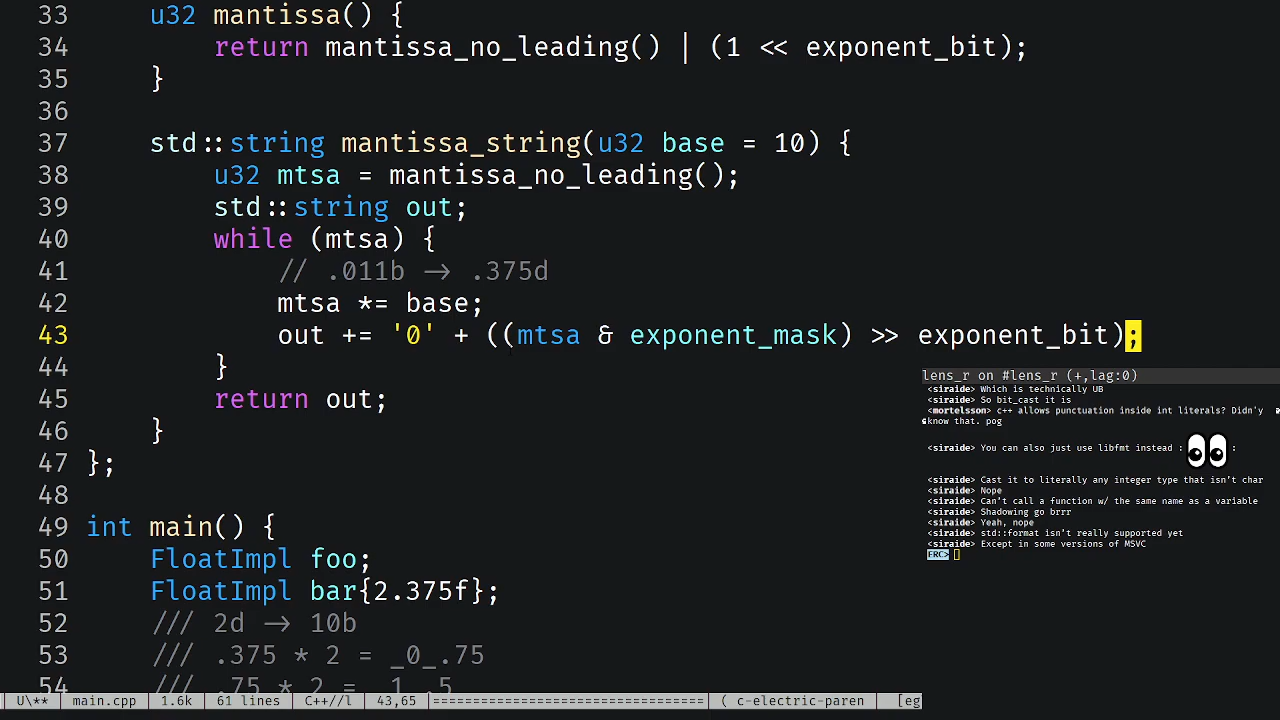 33 u32 mantissa() {
34 return mantissa_no_leading() | (1 << exponent_bit);
35 }
36
37 std::string mantissa_string(u32 base = 10) {
38 u32 mtsa = mantissa_no_leading();
39 std::string out;
40 while (mtsa) {
41 // .011b -> .375d
42 mtsa *= base;
43 out += '0' + ((mtsa & exponent_mask) >> exponent_bit);
44 }
45 return out;
46 }
47 };
48
49 int main() {
50 FloatImpl foo;
51 FloatImpl bar{2.375f};
52 /// 2d -> 10b
53 /// .375 * 2 = _0_.75
54 /// .75 * 2 = _1_.5
U\** main.cpp 1.6k 61 lines C++//l 43,65 ================================== ( c-electric-paren [eg
lens_r on #lens_r (+,lag:0)
<siraide> Which is technically UB
<siraide> So bit_cast it is
<mortelsson> c++ allows punctuation inside int literals? Didn'y
know that. pog
<siraide> You can also just use libfmt instead : :
<siraide> Cast it to literally any integer type that isn't char
<siraide> Nope
<siraide> Can't call a function w/ the same name as a variable
<siraide> Shadowing go brrr
<siraide> Yeah, nope
<siraide> std::format isn't really supported yet
<siraide> Except in some versions of MSVC
ERC>